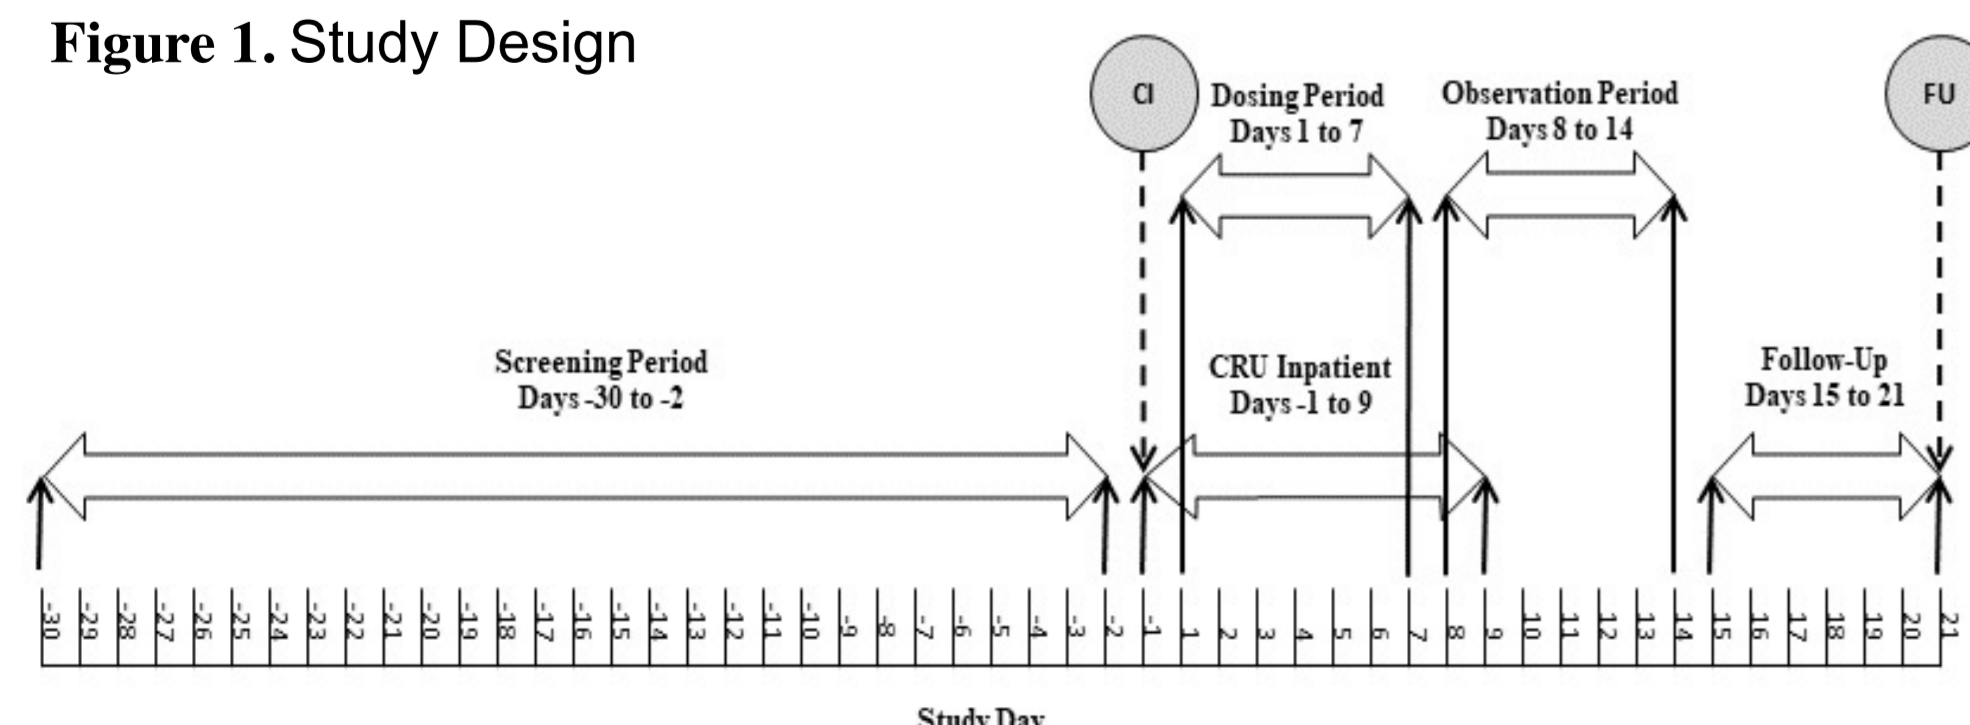 Figure 1. Study Design
CI
Dosing Period
Days 1 to 7
Observation Period
Days 8 to 14
FU
Screening Period
Days -30 to -2
CRU Inpatient
Days -1 to 9
Follow-Up
Days 15 to 21
-30 -29 -28 -27 -26 -25 -24 -23 -22 -21 -20 -19 -18 -17 -16 -15 -14 -13 -12 -11 -10 -9 -8 -7 -6 -5 -4 -3 -2 -1 1 2 3 4 5 6 7 8 9 10 11 12 13 14 15 16 17 18 19 20 21
Study Day